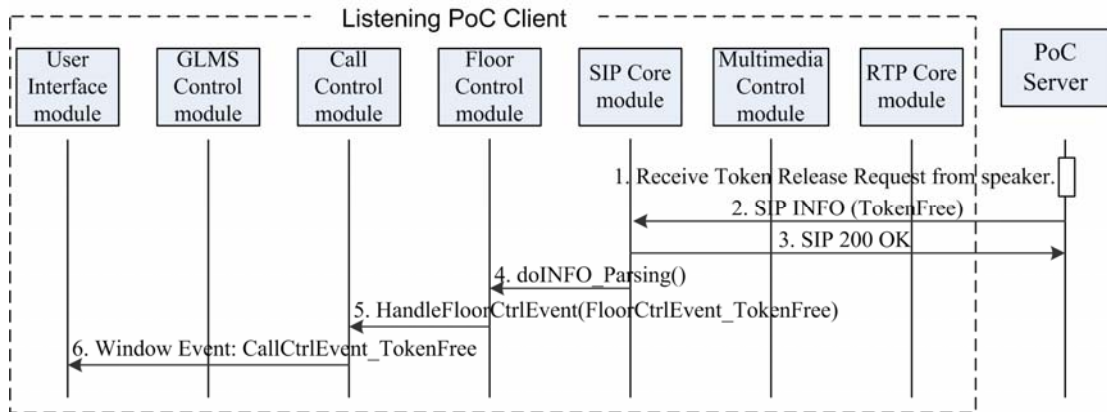 Listening PoC Client
User
Interface
module
GLMS
Control
module
Call
Control
module
Floor
Control
module
SIP Core
module
Multimedia
Control
module
RTP Core
module
PoC
Server
1. Receive Token Release Request from speaker.
2. SIP INFO (TokenFree)
3. SIP 200 OK
4. doINFO_Parsing()
5. HandleFloorCtrlEvent(FloorCtrlEvent_TokenFree)
6. Window Event: CallCtrlEvent_TokenFree